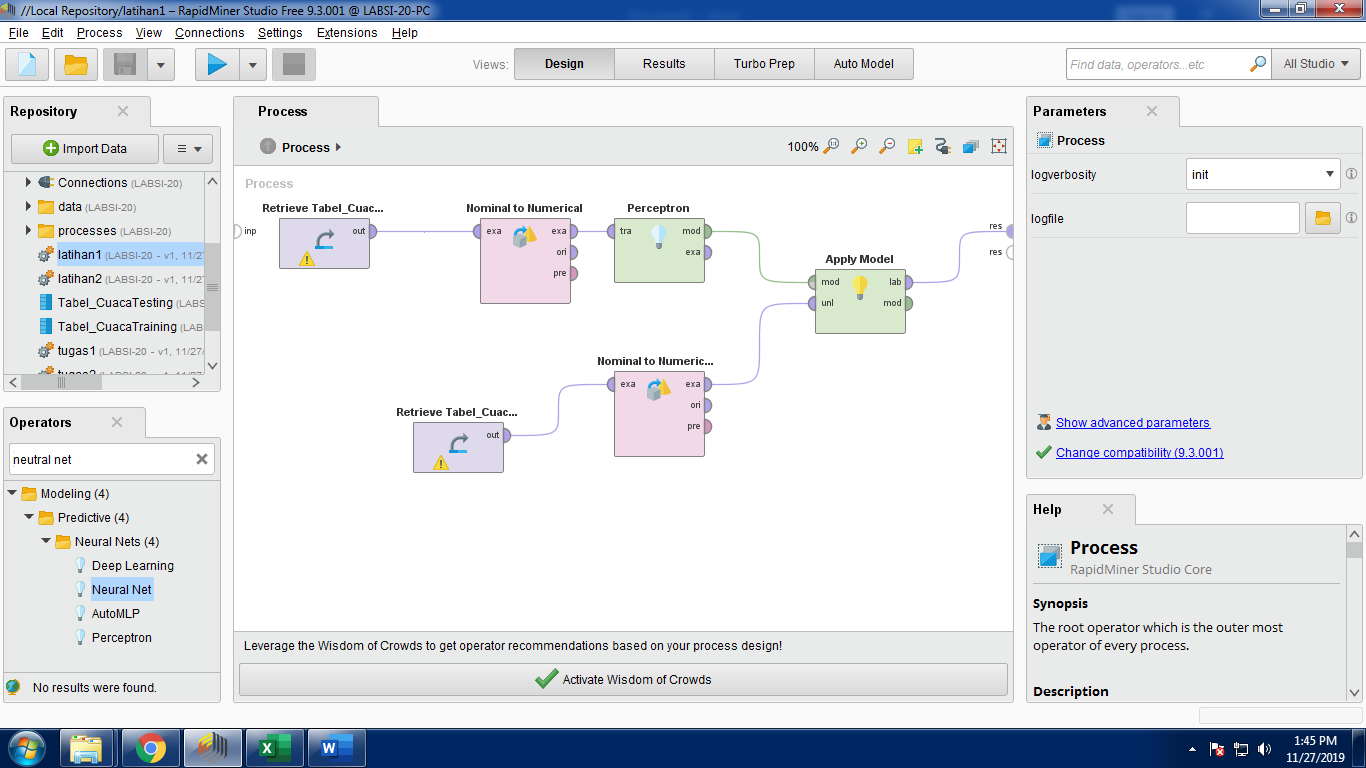 //Local Repository/latihan1 – RapidMiner Studio Free 9.3.001 @ LABSI-20-PC
File Edit Process View Connections Settings Extensions Help
Views: Design Results Turbo Prep Auto Model
Find data, operators...etc
All Studio
Repository
Import Data
Connections (LABSI-20)
data (LABSI-20)
processes (LABSI-20)
latihan1 (LABSI-20 - v1, 11/27
latihan2 (LABSI-20 - v1, 11/27
Tabel_CuacaTesting (LABSI
Tabel_CuacaTraining (LABS
tugas1 (LABSI-20 - v1, 11/27/
Operators
neutral net
Modeling (4)
Predictive (4)
Neural Nets (4)
Deep Learning
Neural Net
AutoMLP
Perceptron
No results were found.
Process
Process
100%
Process
inp
Retrieve Tabel_Cuac...
out
Nominal to Numerical
exa exa
ori
pre
Perceptron
tra mod
exa
Apply Model
mod lab
unl mod
res
res
Nominal to Numeric...
exa exa
ori
pre
Retrieve Tabel_Cuac...
out
Leverage the Wisdom of Crowds to get operator recommendations based on your process design!
Activate Wisdom of Crowds
Parameters
Process
logverbosity init
logfile
Show advanced parameters
Change compatibility (9.3.001)
Help
Process
RapidMiner Studio Core
Synopsis
The root operator which is the outer most
operator of every process.
Description
1:45 PM
11/27/2019